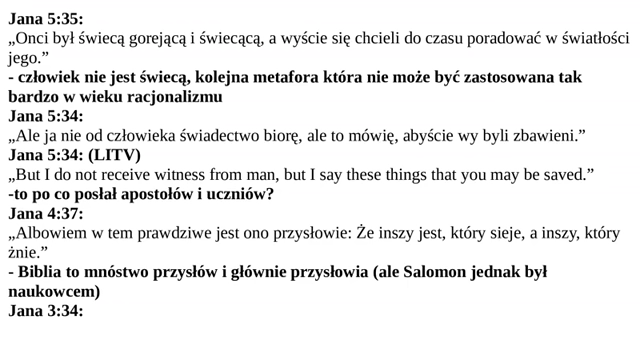 Jana 5:35:
„Onci był świecą gorejącą i świecącą, a wyście się chcieli do czasu poradować w światłości
jego.”
- człowiek nie jest świecą, kolejna metafora która nie może być zastosowana tak
bardzo w wieku racjonalizmu
Jana 5:34:
„Ale ja nie od człowieka świadectwo biorę, ale to mówię, abyście wy byli zbawieni.”
Jana 5:34: (LITV)
„But I do not receive witness from man, but I say these things that you may be saved.”
-to po co posłał apostołów i uczniów?
Jana 4:37:
„Albowiem w tem prawdziwe jest ono przysłowie: Że inszy jest, który sieje, a inszy, który
żnie.”
- Biblia to mnóstwo przysłów i głównie przysłowia (ale Salomon jednak był
naukowcem)
Jana 3:34: